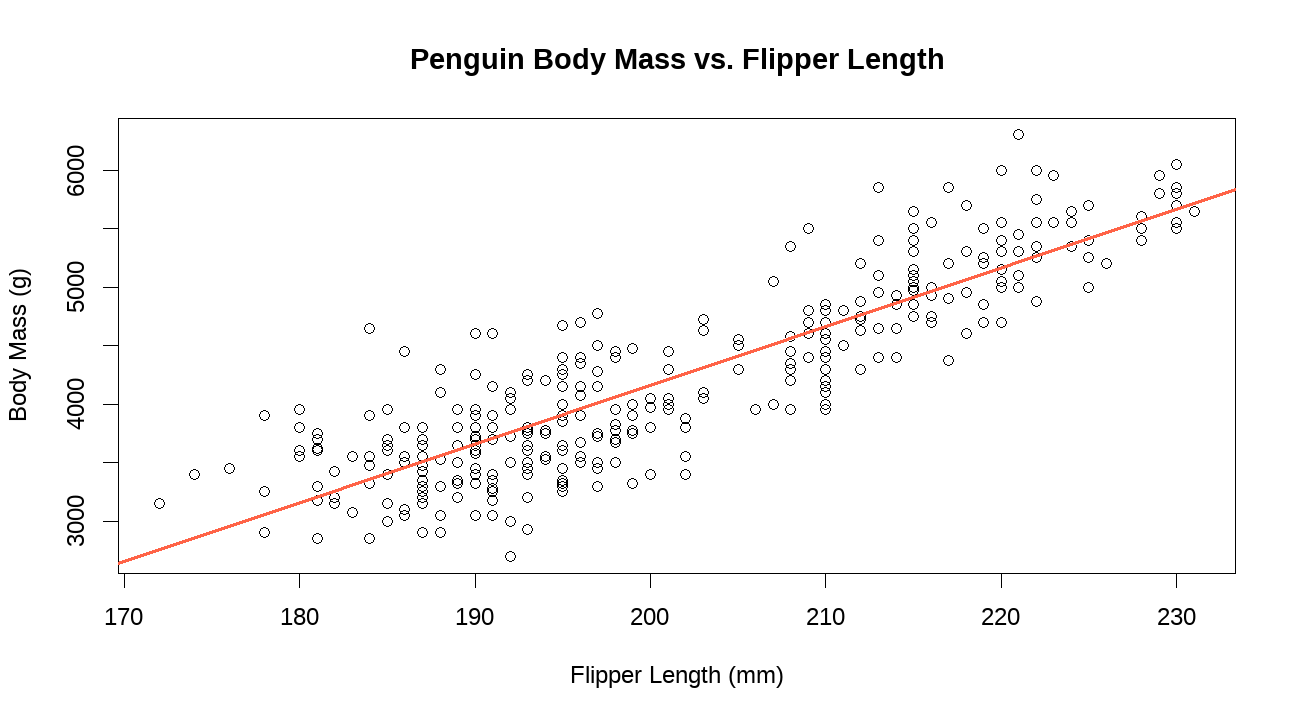 Penguin Body Mass vs. Flipper Length
Body Mass (g)
6000
5000
4000
3000
170 180 190 200 210 220 230
Flipper Length (mm)